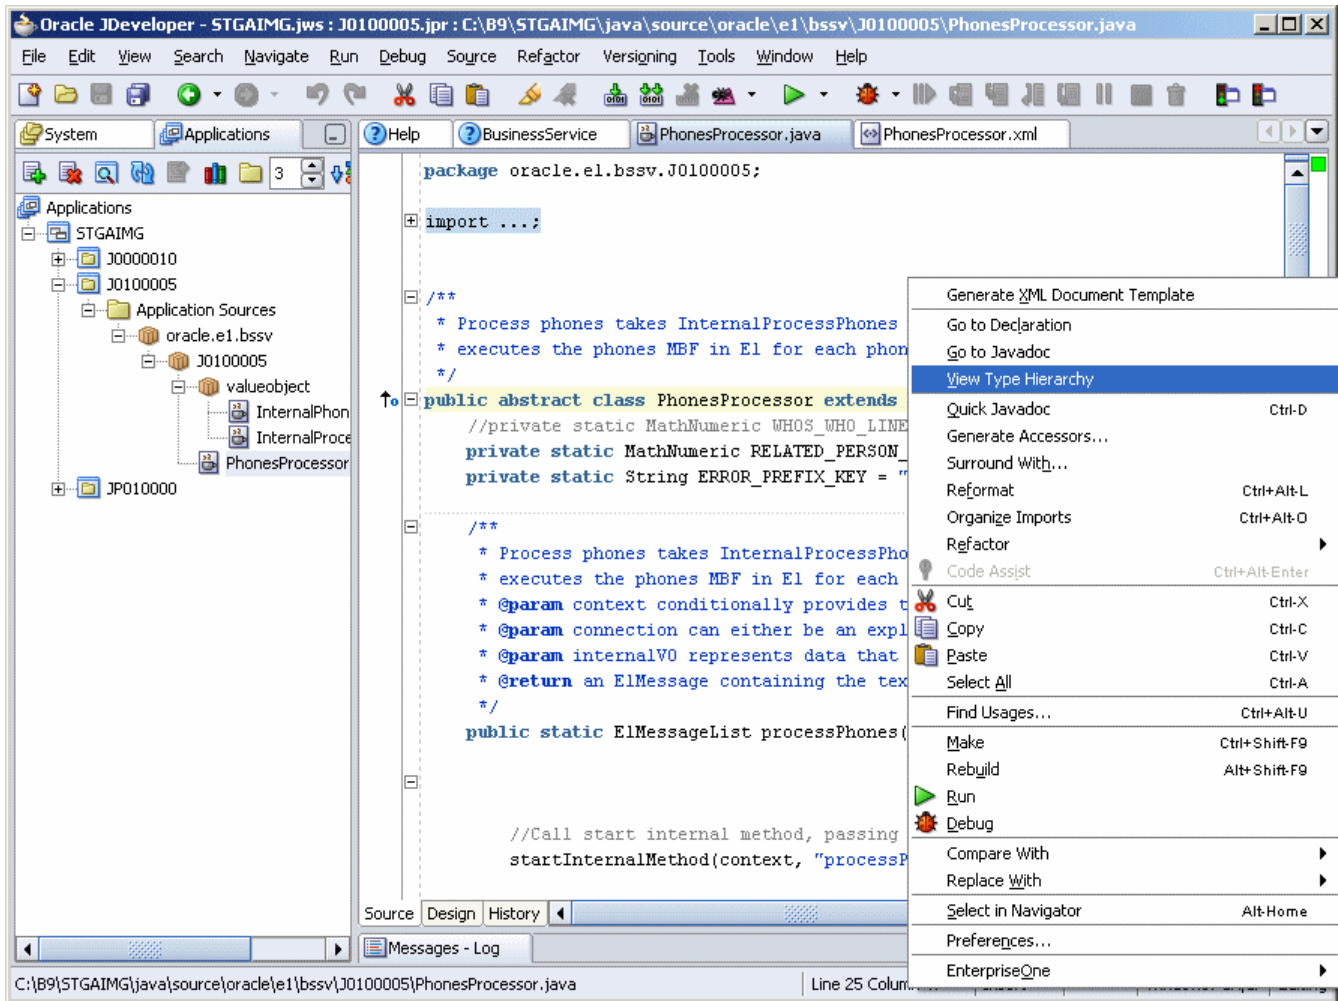 Oracle JDeveloper - STGAIMG.jws : J0100005.jpr : C:\B9\STGAIMG\java\source\oracle\e1\bssv\J0100005\PhonesProcessor.java
File Edit View Search Navigate Run Debug Source Refactor Versioning Tools Window Help
System Applications
3
Applications
STGAIMG
J0000010
J0100005
Application Sources
oracle.e1.bssv
J0100005
valueobject
InternalPhon
InternalProce
PhonesProcessor
JP010000
Help BusinessService PhonesProcessor.java PhonesProcessor.xml
package oracle.e1.bssv.J0100005;
import ...;
/**
* Process phones takes InternalProcessPhones
* executes the phones MBF in E1 for each phon
*/
public abstract class PhonesProcessor extends
//private static MathNumeric WHOS_WHO_LINE
private static MathNumeric RELATED_PERSON_
private static String ERROR_PREFIX_KEY = "
/**
* Process phones takes InternalProcessPho
* executes the phones MBF in E1 for each
* @param context conditionally provides t
* @param connection can either be an expl
* @param internalVO represents data that
* @return an E1Message containing the tex
*/
public static E1MessageList processPhones(
//Call start internal method, passing
startInternalMethod(context, "processP
Source Design History
Messages - Log
Generate XML Document Template
Go to Declaration
Go to Javadoc
View Type Hierarchy
Quick Javadoc Ctrl-D
Generate Accessors...
Surround With...
Reformat Ctrl+Alt-L
Organize Imports Ctrl+Alt-O
Refactor
Code Assist Ctrl+Alt-Enter
Cut Ctrl-X
Copy Ctrl-C
Paste Ctrl-V
Select All Ctrl-A
Find Usages... Ctrl+Alt-U
Make Ctrl+Shift-F9
Rebuild Alt+Shift-F9
Run
Debug
Compare With
Replace With
Select in Navigator Alt-Home
Preferences...
EnterpriseOne
C:\B9\STGAIMG\java\source\oracle\e1\bssv\J0100005\PhonesProcessor.java Line 25 Colum